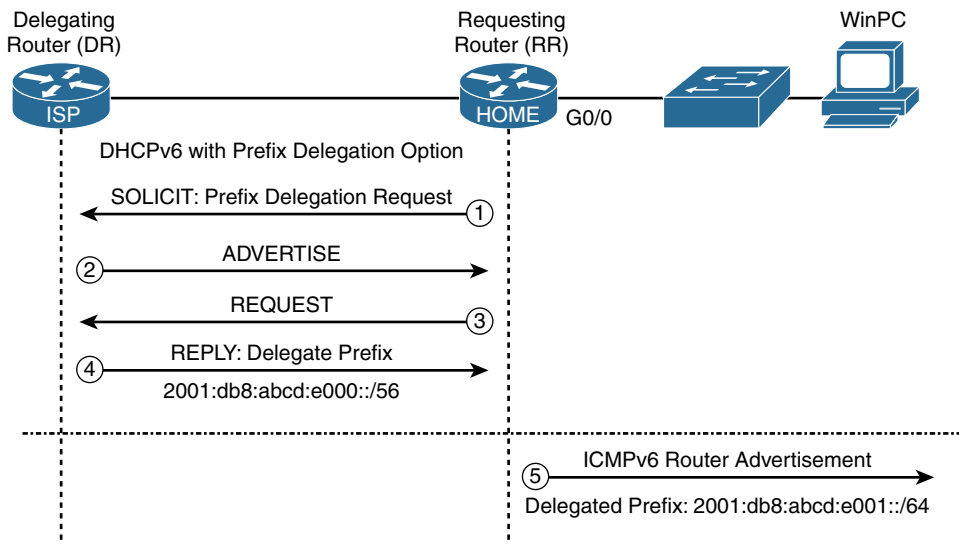 Delegating
Router (DR)
Requesting
Router (RR)
WinPC
ISP
HOME
G0/0
DHCPv6 with Prefix Delegation Option
SOLICIT: Prefix Delegation Request
1
ADVERTISE
2
REQUEST
3
REPLY: Delegate Prefix
4
2001:db8:abcd:e000::/56
ICMPv6 Router Advertisement
5
Delegated Prefix: 2001:db8:abcd:e001::/64